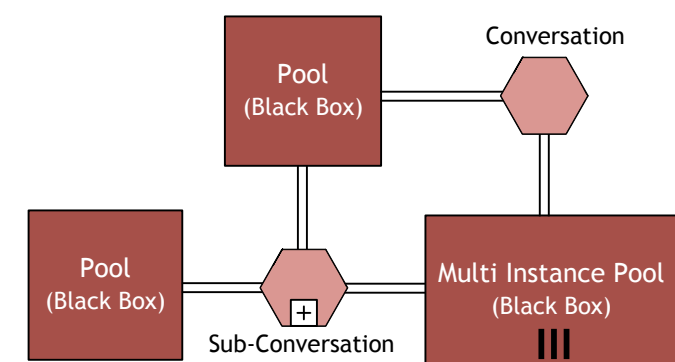 Conversation
Pool
(Black Box)
Pool
(Black Box)
Multi Instance Pool
(Black Box)
+
Sub-Conversation